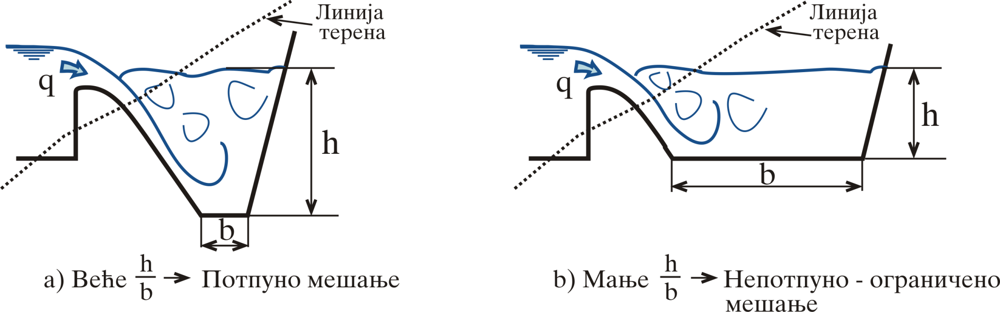 Линија
терена
q
h
b
a) Веће h/b → Потпуно мешање
Линија
терена
q
h
b
b) Мање h/b → Непотпуно - ограничено
мешање